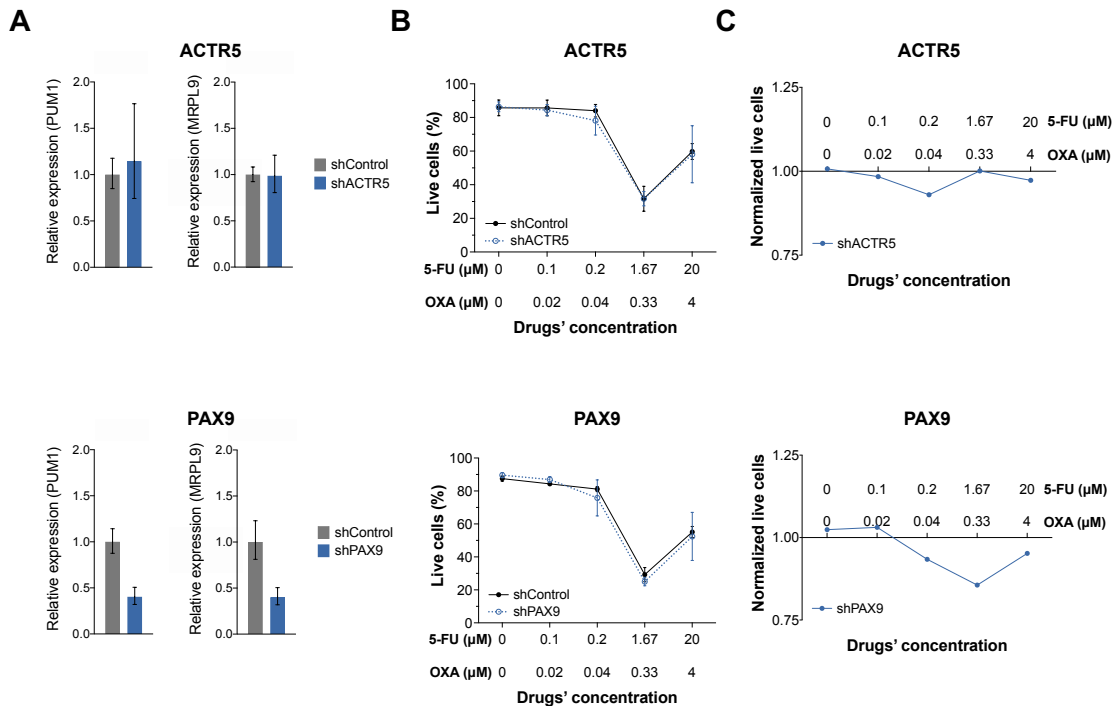 A
ACTR5
Relative expression (PUM1)
2.0
1.5
1.0
0.5
0.0
Relative expression (MRPL9)
2.0
1.5
1.0
0.5
0.0
shControl
shACTR5
B
ACTR5
Live cells (%)
100
80
60
40
20
0
shControl
shACTR5
5-FU (µM) 0 0.1 0.2 1.67 20
OXA (µM) 0 0.02 0.04 0.33 4
Drugs’ concentration
C
ACTR5
Normalized live cells
1.25
1.00
0.75
0 0.1 0.2 1.67 20 5-FU (µM)
0 0.02 0.04 0.33 4 OXA (µM)
shACTR5
Drugs’ concentration
PAX9
Relative expression (PUM1)
2.0
1.5
1.0
0.5
0.0
Relative expression (MRPL9)
2.0
1.5
1.0
0.5
0.0
shControl
shPAX9
PAX9
Live cells (%)
100
80
60
40
20
0
shControl
shPAX9
5-FU (µM) 0 0.1 0.2 1.67 20
OXA (µM) 0 0.02 0.04 0.33 4
Drugs’ concentration
PAX9
Normalized live cells
1.25
1.00
0.75
0 0.1 0.2 1.67 20 5-FU (µM)
0 0.02 0.04 0.33 4 OXA (µM)
shPAX9
Drugs’ concentration